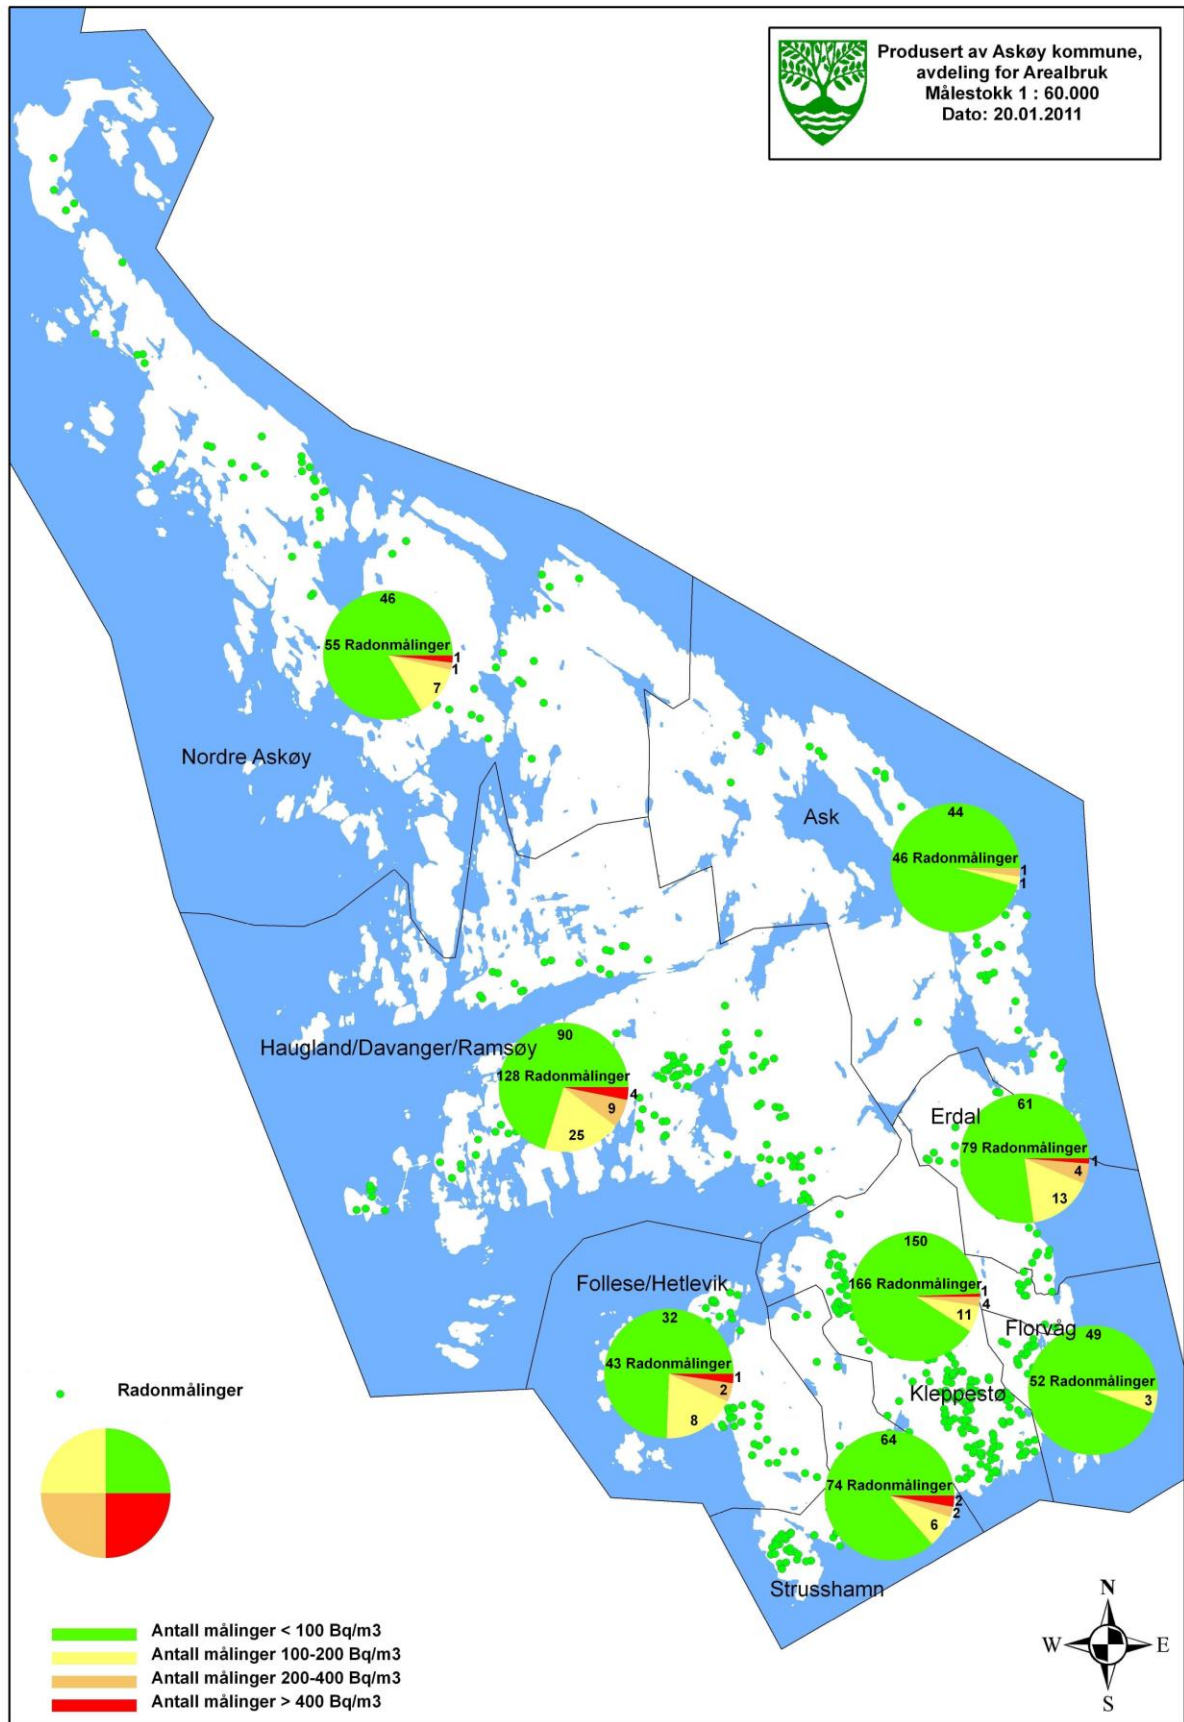 Produsert av Askøy kommune,
avdeling for Arealbruk
Målestokk 1 : 60.000
Dato: 20.01.2011
46
55 Radonmålinger
1
1
7
Nordre Askøy
Ask
44
46 Radonmålinger
1
1
Haugland/Davanger/Ramsøy
90
128 Radonmålinger
4
9
25
Erdal
61
79 Radonmålinger
1
4
13
150
166 Radonmålinger
1
4
11
Follese/Hetlevik
32
43 Radonmålinger
1
2
8
Florvåg
49
52 Radonmålinger
3
Kleppestø
64
74 Radonmålinger
2
2
6
Strusshamn
Radonmålinger
Antall målinger < 100 Bq/m3
Antall målinger 100-200 Bq/m3
Antall målinger 200-400 Bq/m3
Antall målinger > 400 Bq/m3
N
W E
S